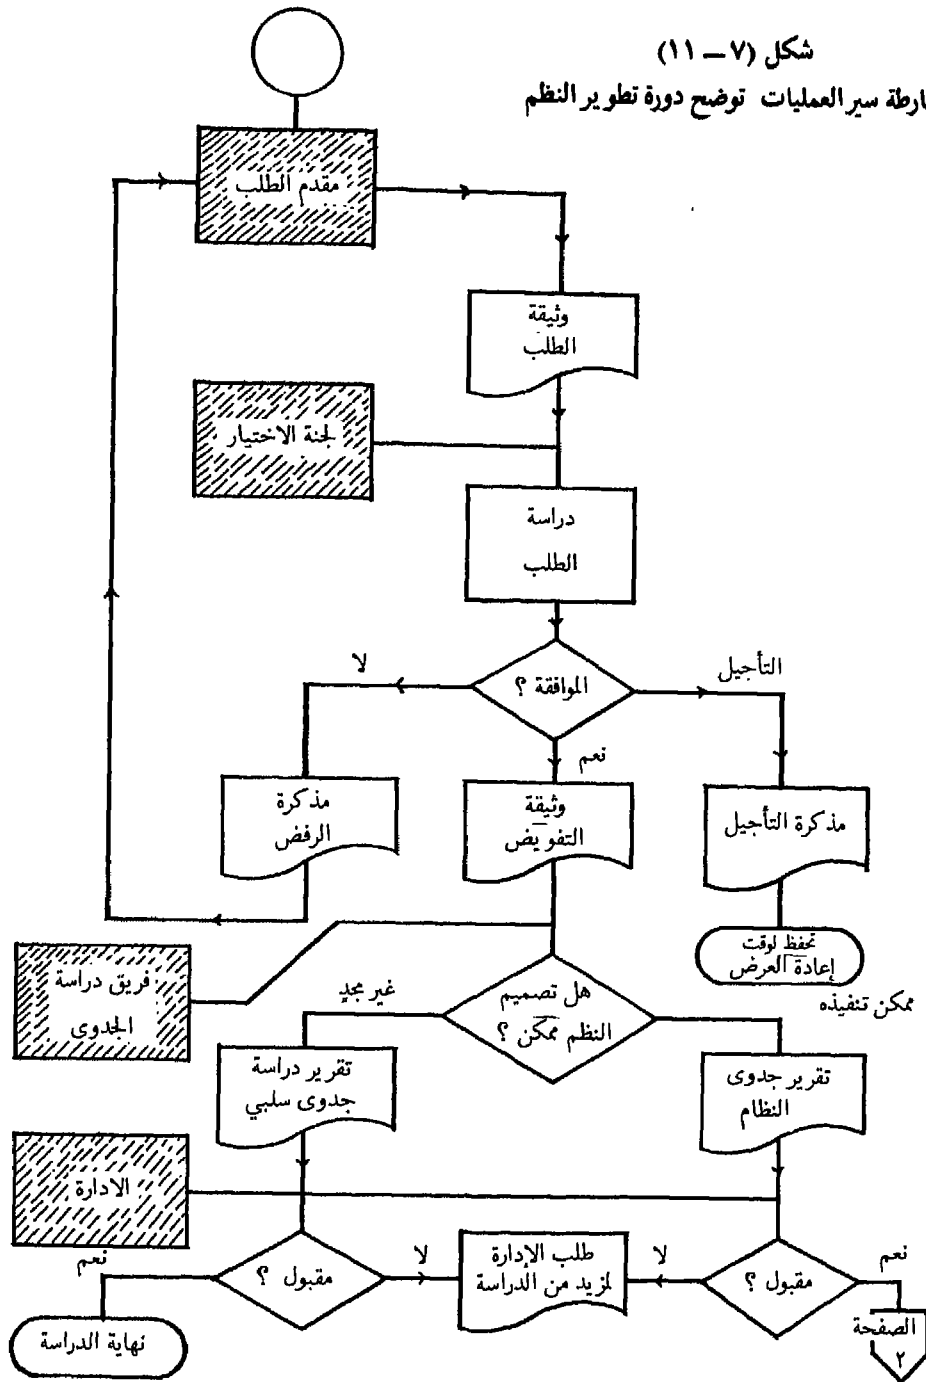 شكل (٧ – ١١)
ارطة سير العمليات توضح دورة تطوير النظم
مقدم الطلب
وثيقة
الطلب
لجنة الاختيار
دراسة
الطلب
الموافقة ؟
لا
التأجيل
نعم
مذكرة
الرفض
وثيقة
التفويض
مذكرة التأجيل
تحفظ لوقت
إعادة العرض
فريق دراسة
الجدوى
هل تصميم
النظم ممكن ؟
غير مجدٍ
ممكن تنفيذه
تقرير دراسة
جدوى سلبي
تقرير جدوى
النظام
الادارة
مقبول ؟
نعم
لا
طلب الإدارة
لمزيد من الدراسة
لا
مقبول ؟
نعم
نهاية الدراسة
الصفحة
٢